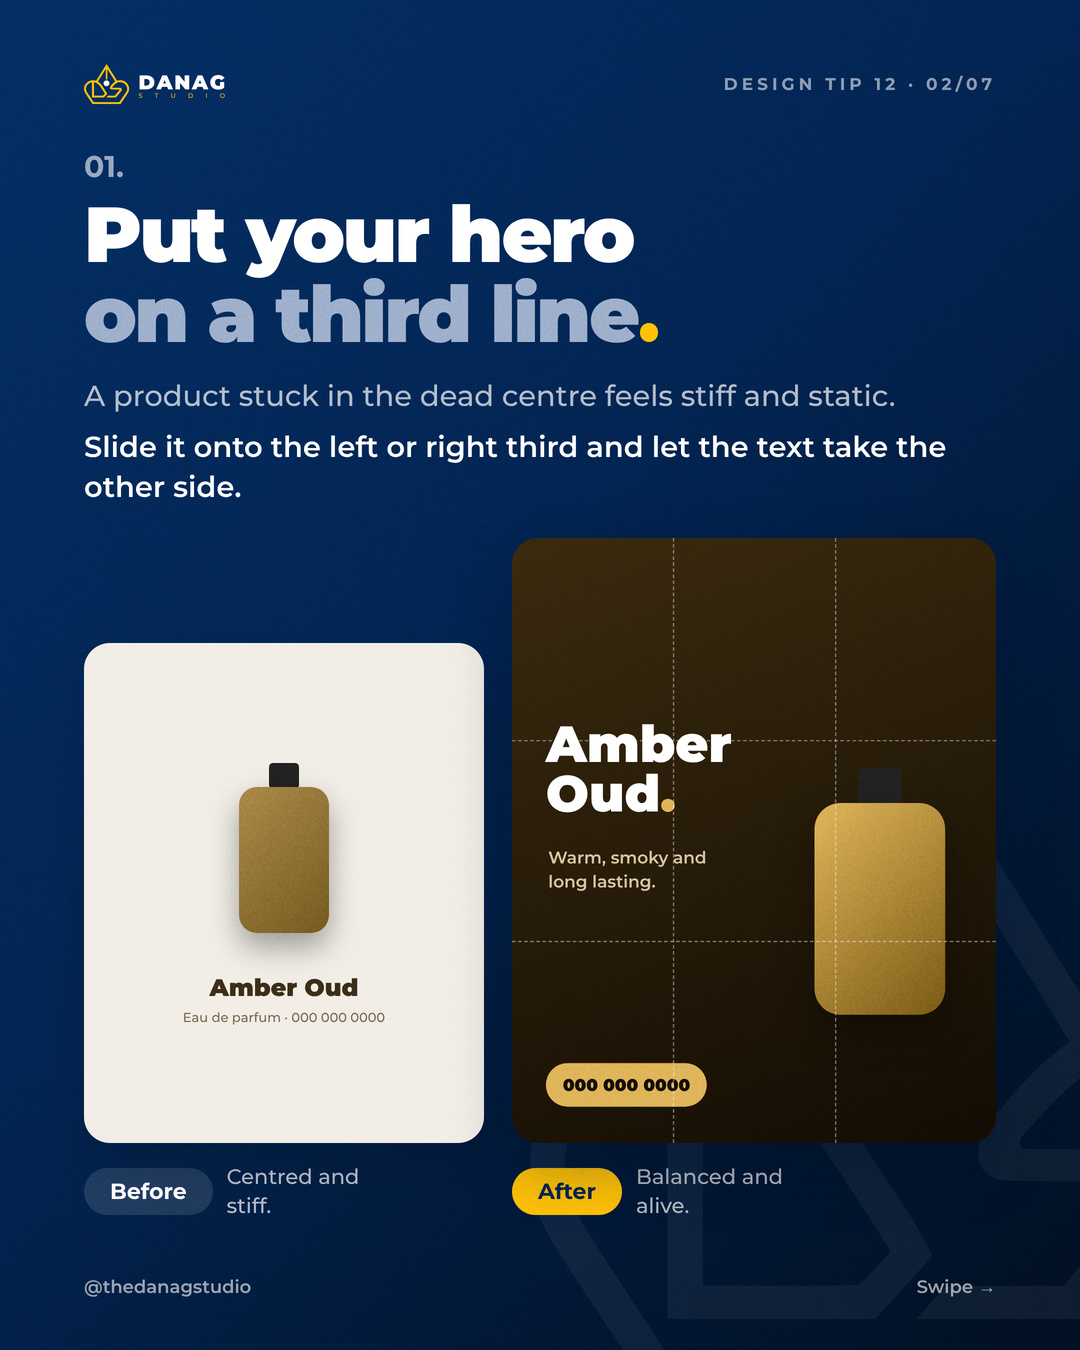 DANAG
STUDIO
DESIGN TIP 12 · 02/07
01.
Put your hero
on a third line.
A product stuck in the dead centre feels stiff and static.
Slide it onto the left or right third and let the text take the
other side.
Amber Oud
Eau de parfum · 000 000 0000
Amber
Oud.
Warm, smoky and
long lasting.
000 000 0000
Before
Centred and
stiff.
After
Balanced and
alive.
@thedanagstudio
Swipe →